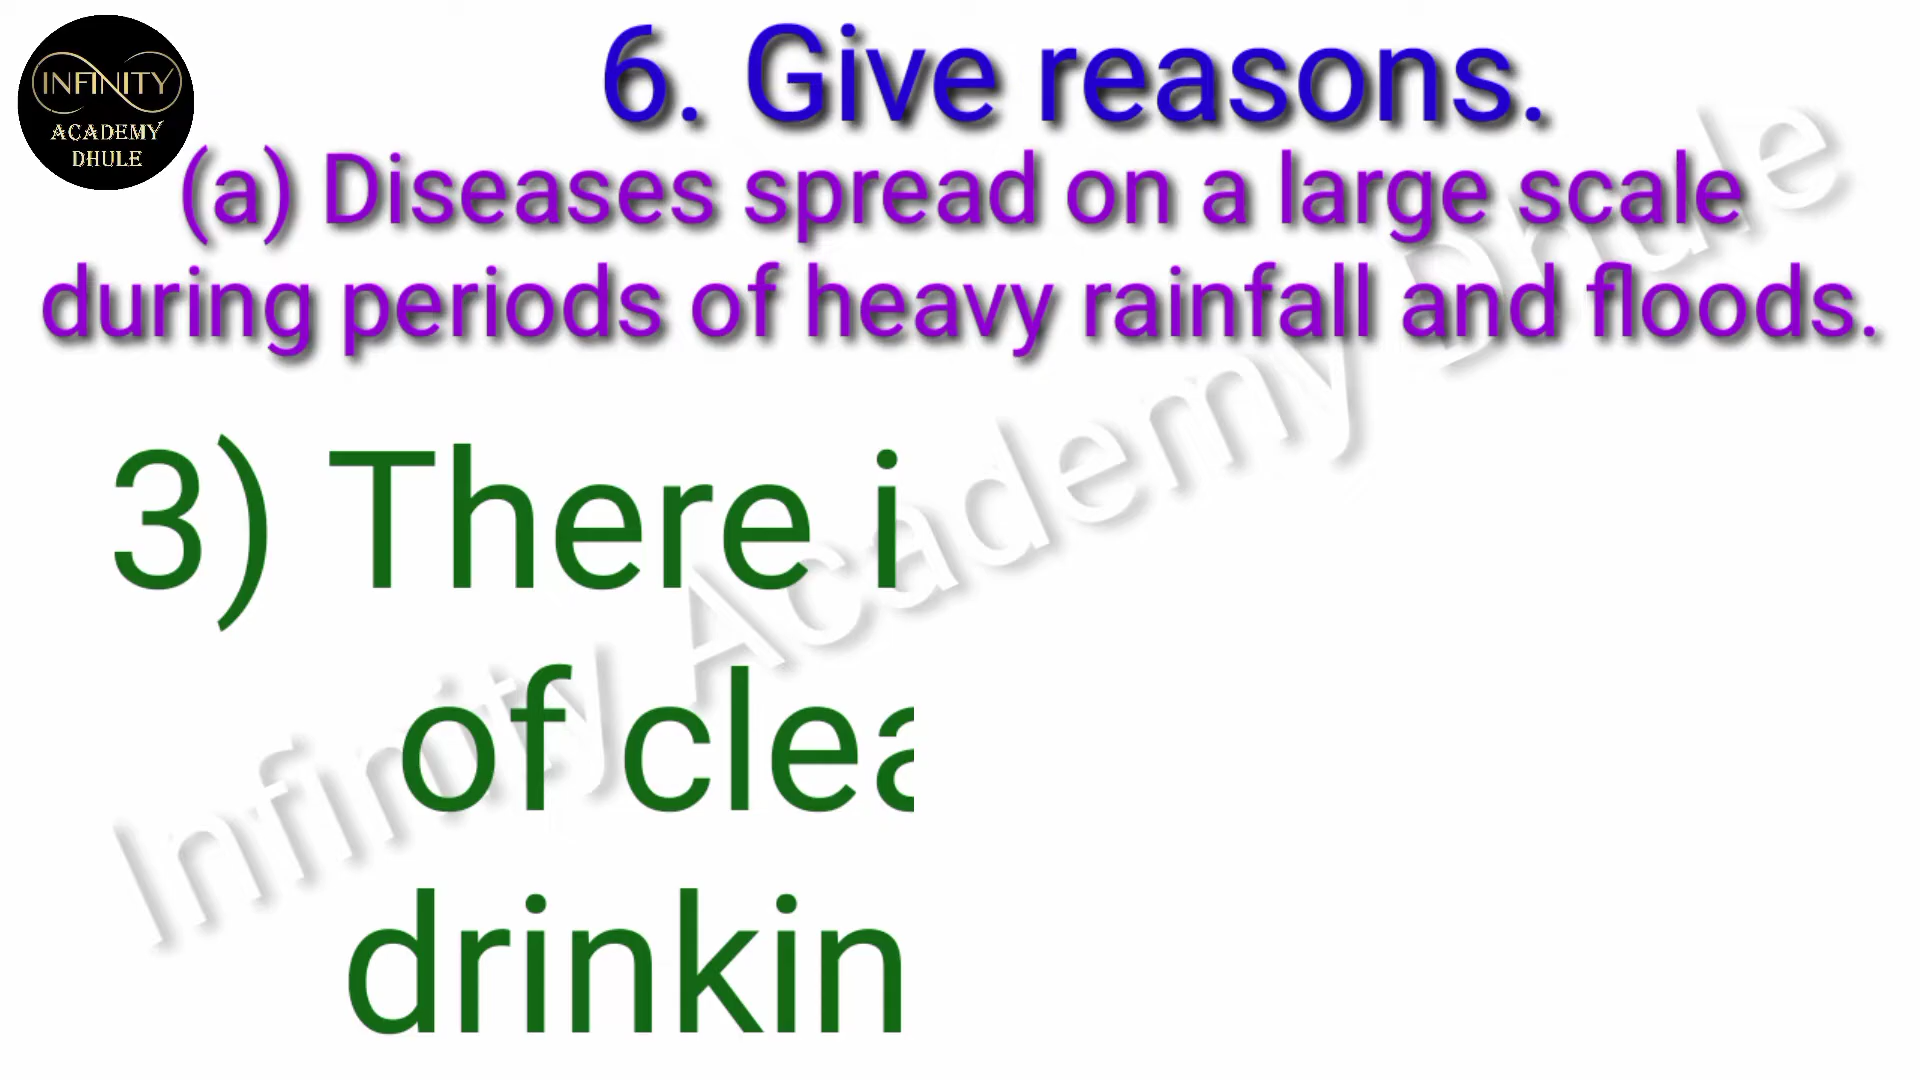 INFINITY
ACADEMY
DHULE
6. Give reasons.
(a) Diseases spread on a large scale
during periods of heavy rainfall and floods.
3) There i
of clea
drinkin
Infinity Academy Dhule